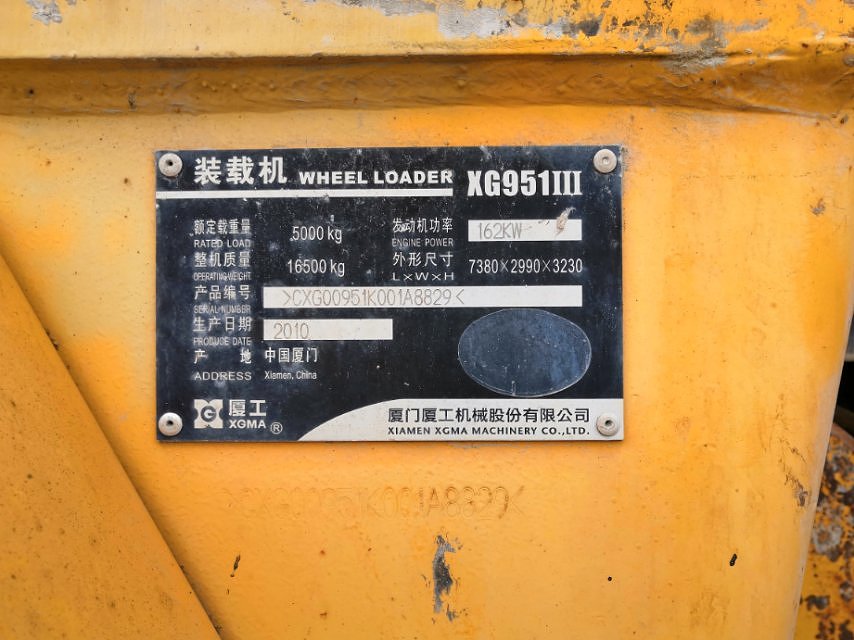 装载机 WHEEL LOADER XG951III
额定载重量 5000kg 发动机功率 162KW
RATED LOAD ENGINE POWER
整机质量 16500kg 外形尺寸 7380×2990×3230
OPERATING WEIGHT L×W×H
产品编号 >CXG00951K001A8829<
SERIAL NUMBER
生产日期 2010
PRODUCE DATE
产地 中国厦门
ADDRESS Xiamen, China
厦工 厦门厦工机械股份有限公司
XGMA® XIAMEN XGMA MACHINERY CO.,LTD.
>CXG00951K001A8829<